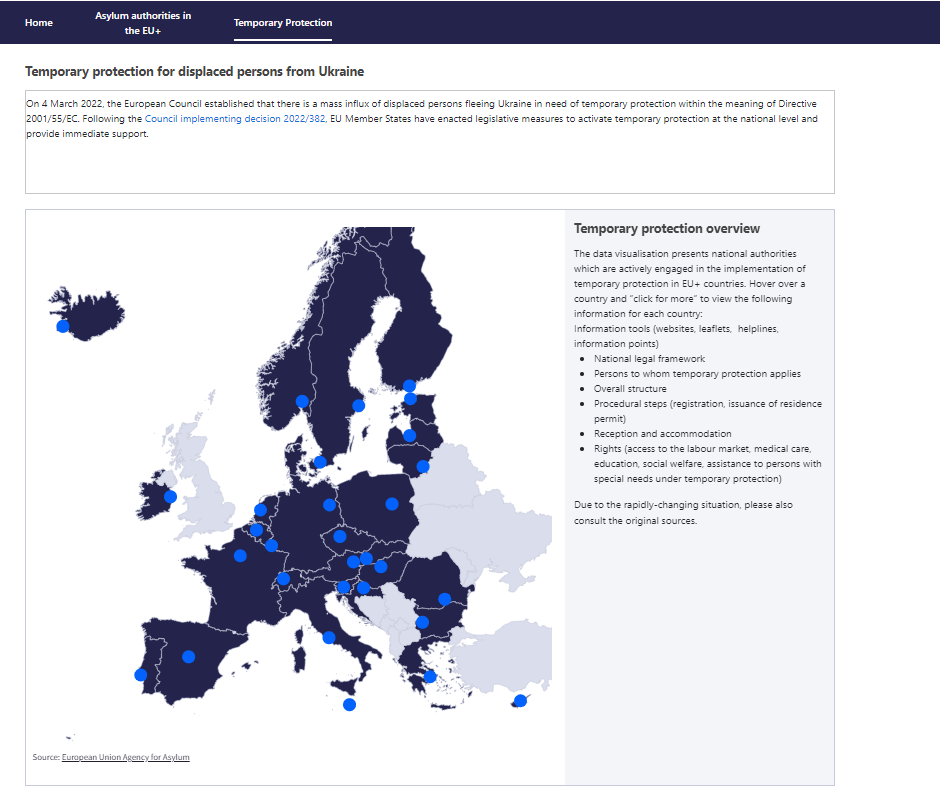 Home
Asylum authorities in
the EU+
Temporary Protection
Temporary protection for displaced persons from Ukraine
On 4 March 2022, the European Council established that there is a mass influx of displaced persons fleeing Ukraine in need of temporary protection within the meaning of Directive
2001/55/EC. Following the Council implementing decision 2022/382, EU Member States have enacted legislative measures to activate temporary protection at the national level and
provide immediate support.
Temporary protection overview
The data visualisation presents national authorities
which are actively engaged in the implementation of
temporary protection in EU+ countries. Hover over a
country and "click for more" to view the following
information for each country:
Information tools (websites, leaflets, helplines,
information points)
• National legal framework
• Persons to whom temporary protection applies
• Overall structure
• Procedural steps (registration, issuance of residence
permit)
• Reception and accommodation
• Rights (access to the labour market, medical care,
education, social welfare, assistance to persons with
special needs under temporary protection)
Due to the rapidly-changing situation, please also
consult the original sources.
Source: European Union Agency for Asylum